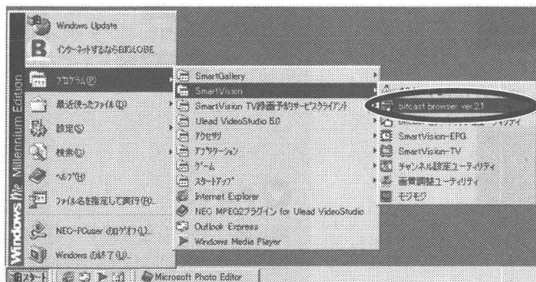 Windows Update
インターネットするならBIGLOBE
プログラム(P)
最近使ったファイル(D)
設定(S)
検索(C)
ヘルプ(H)
ファイル名を指定して実行(R)...
NEC-PCuser のログオフ(L)...
Windows の終了(U)...
Windows Me Millennium Edition
SmartGallery
SmartVision
SmartVision TV録画予約サービスクライアント
Ulead VideoStudio 5.0
アクセサリ
アプリケーション
ゲーム
スタートアップ
Internet Explorer
NEC MPEG2プラグイン for Ulead VideoStudio
Outlook Express
Windows Media Player
bitcast browser ver.2.1
SmartVision-EPG
SmartVision-TV
チャンネル設定ユーティリティ
画質調整ユーティリティ
モジモジ
スタート
Microsoft Photo Editor